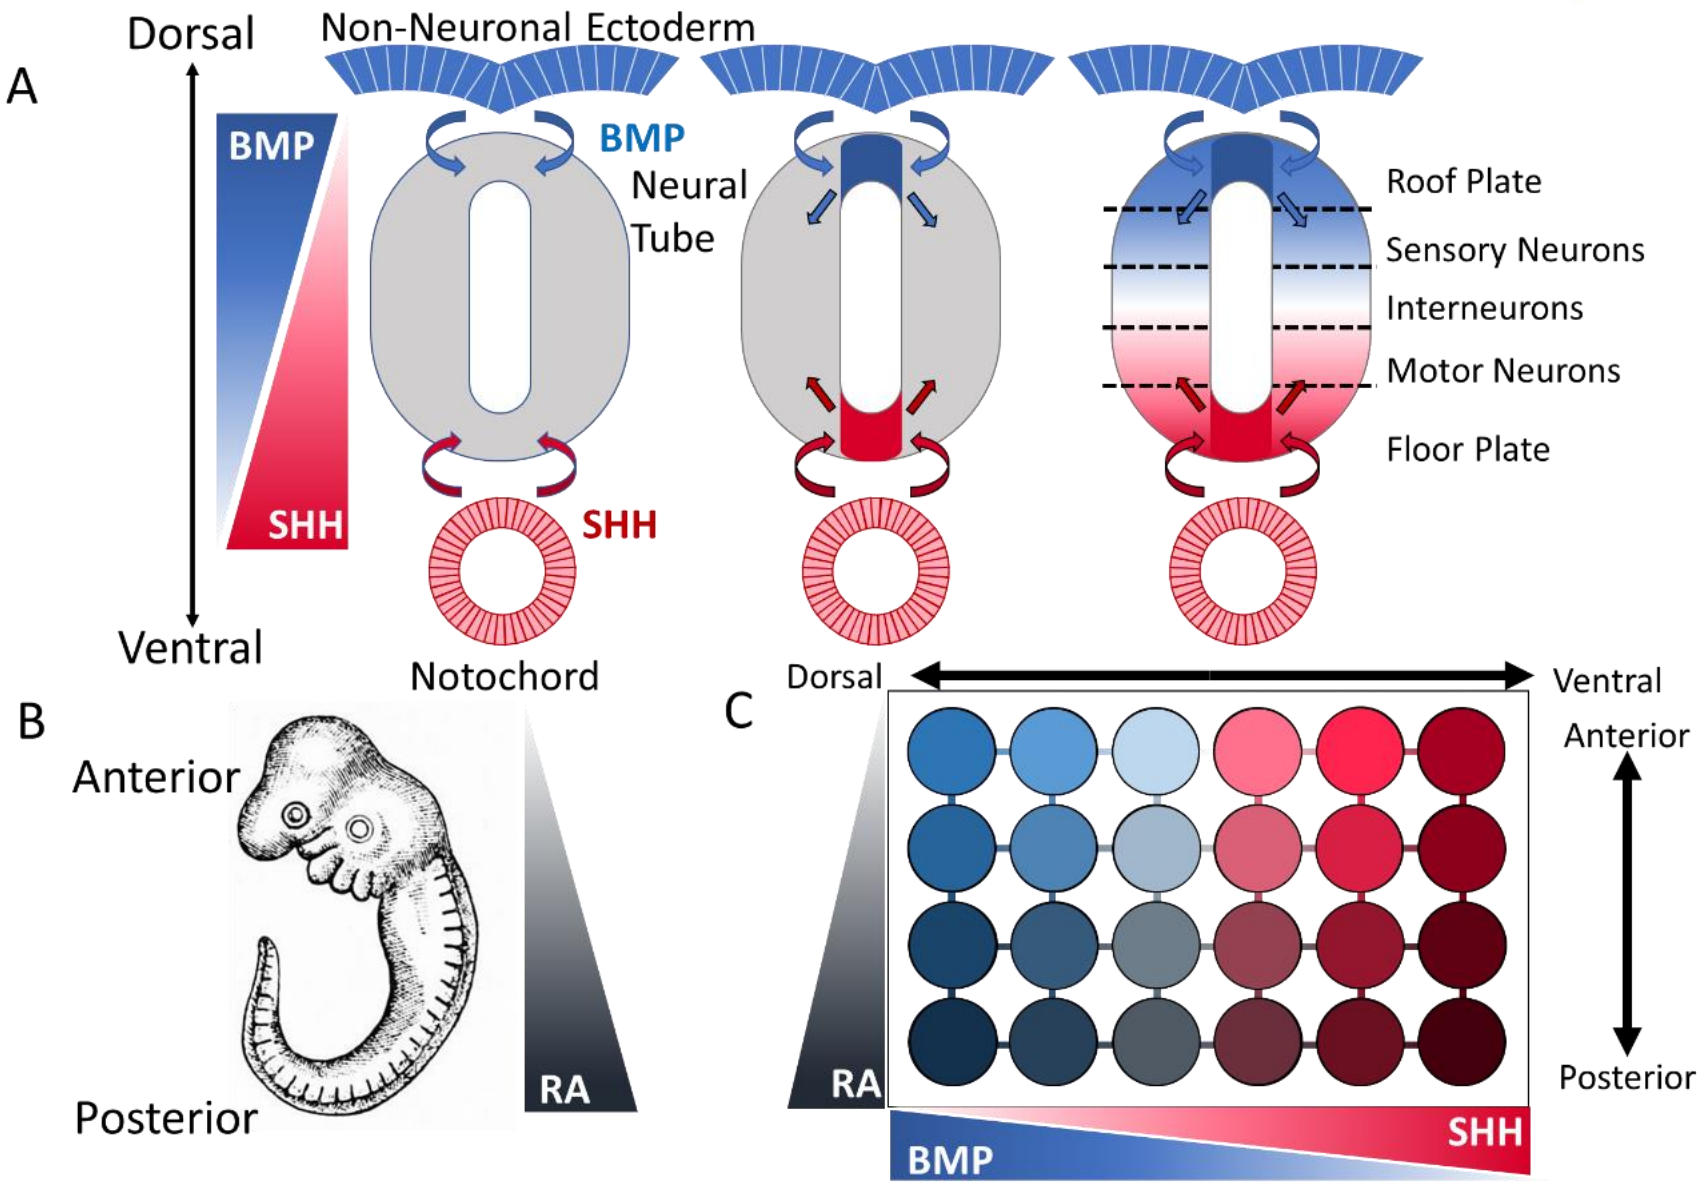 Dorsal
Non-Neuronal Ectoderm
A
BMP
BMP
Neural
Tube
Roof Plate
Sensory Neurons
Interneurons
Motor Neurons
Floor Plate
SHH
SHH
Ventral
Notochord
B
Anterior
Posterior
RA
C
Dorsal
Ventral
Anterior
Posterior
RA
BMP
SHH